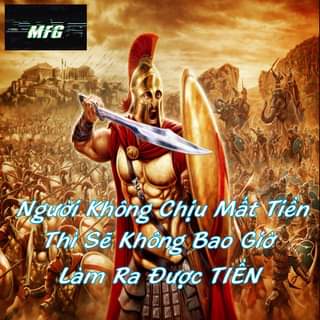 MFG
Người Không Chịu Mất Tiền
Thì Sẽ Không Bao Giờ
Làm Ra Được TIỀN